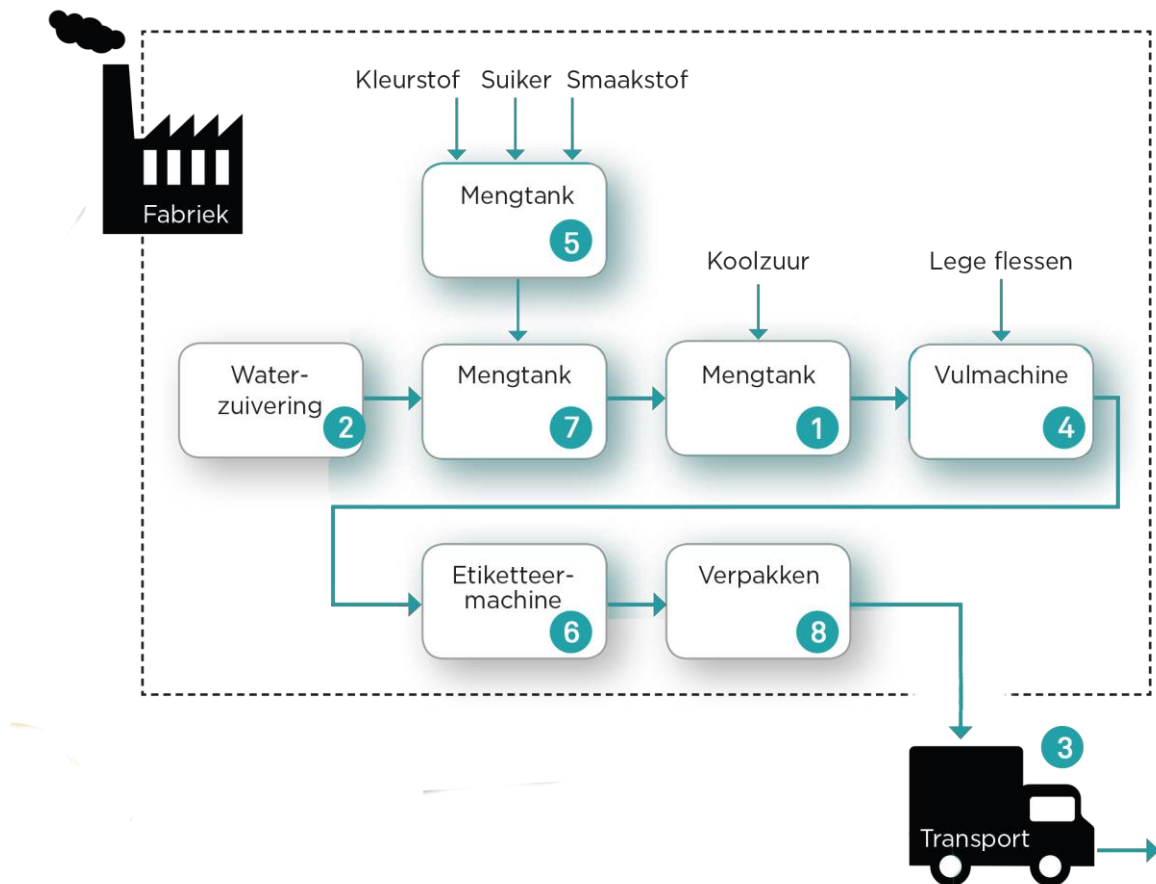 Kleurstof Suiker Smaakstof
Mengtank
5
Fabriek
Koolzuur
Lege flessen
Water-
zuivering
2
Mengtank
7
Mengtank
1
Vulmachine
4
Etiketteer-
machine
6
Verpakken
8
3
Transport